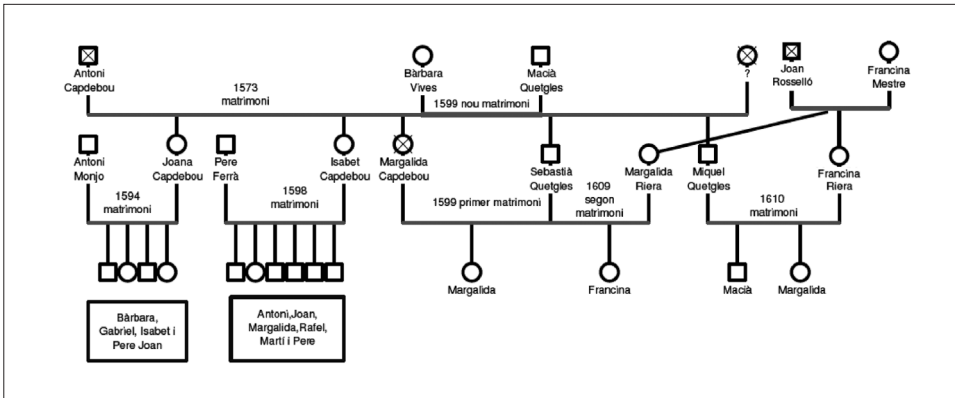 Antoni
Capdebou
Bàrbara
Vives
Macià
Quetgles
?
Joan
Rosselló
Francina
Mestre
1573
matrimoni
1599 nou matrimoni
Antoni
Monjo
Joana
Capdebou
Pere
Ferrà
Isabet
Capdebou
Margalida
Capdebou
Sebastià
Quetgles
Margalida
Riera
Miquel
Quetgles
Francina
Riera
1594
matrimoni
1598
matrimoni
1599 primer matrimoni
1609
segon
matrimoni
1610
matrimoni
Margalida
Francina
Macià
Margalida
Bàrbara,
Gabriel, Isabet i
Pere Joan
Antoni,Joan,
Margalida,Rafel,
Martí i Pere